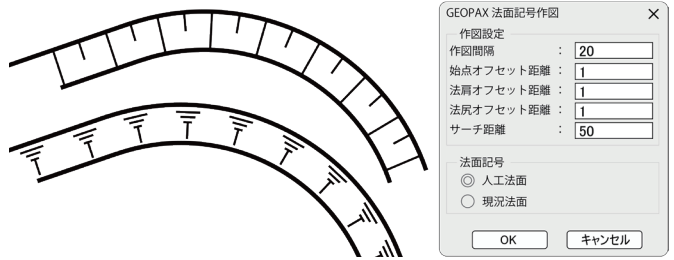 GEOPAX 法面記号作図
作図設定
作図間隔 : 20
始点オフセット距離 : 1
法肩オフセット距離 : 1
法尻オフセット距離 : 1
サーチ距離 : 50
法面記号
人工法面
現況法面
OK キャンセル